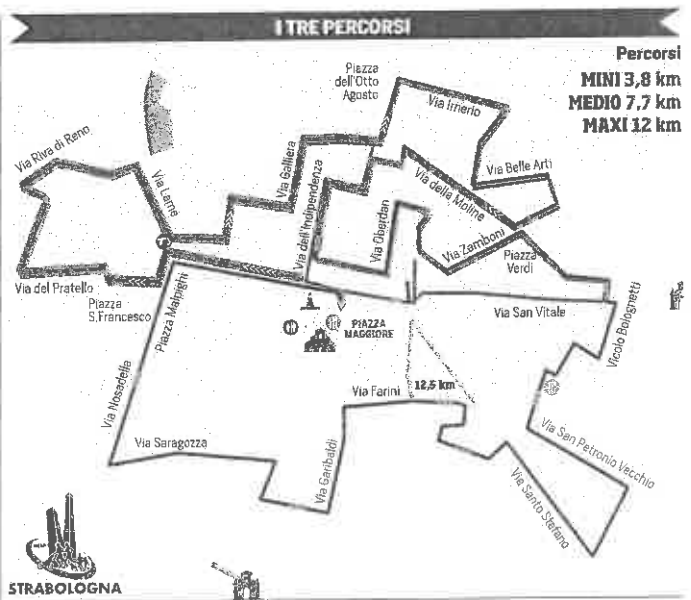 I TRE PERCORSI
Percorsi
MINI 3,8 km
MEDIO 7,7 km
MAXI 12 km
Piazza
dell'Otto
Agosto
Via Irnerio
Via Riva di Reno
Via Galliera
Via Belle Arti
Via Lame
Via dell'Indipendenza
Via della Moline
Via Oberdan
Via Zamboni
Piazza
Verdi
Via del Pratello
Piazza
S.Francesco
Piazza Malpighi
PIAZZA
MAGGIORE
Via San Vitale
Vicolo Bolognetti
Via Nosadella
Via Farini
12,5 km
Via Saragozza
Via Garibaldi
Via San Petronio Vecchio
Via Santo Stefano
STRABOLOGNA